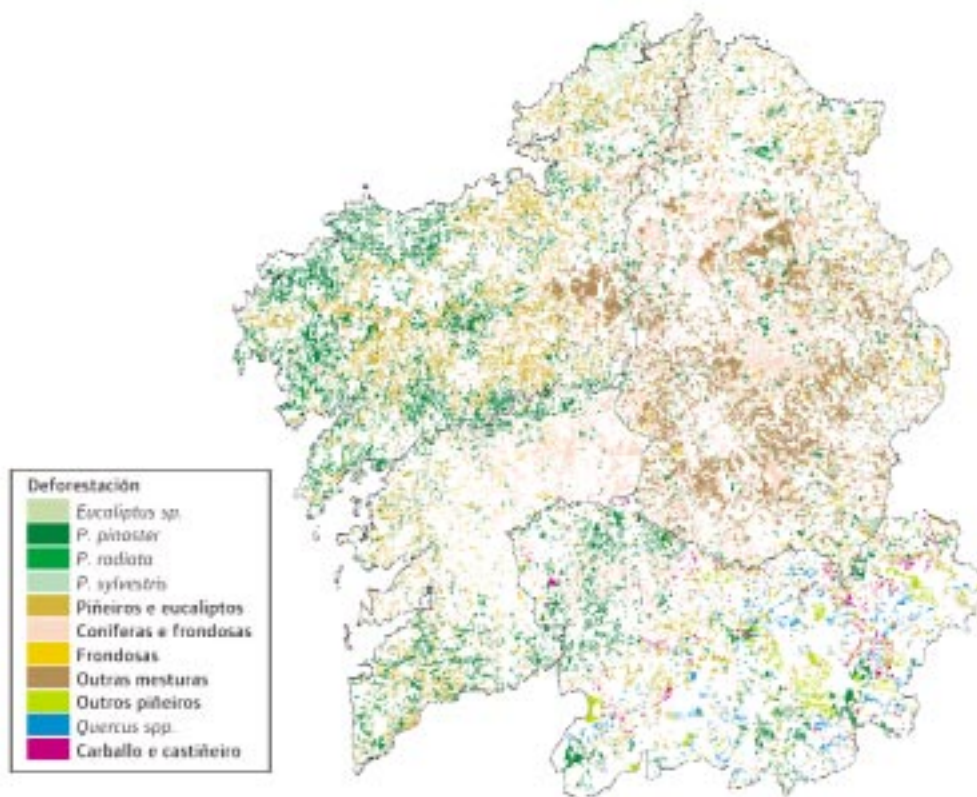 Deforestación
Eucaliptus sp.
P. pinaster
P. radiata
P. sylvestris
Piñeiros e eucaliptos
Coníferas e frondosas
Frondosas
Outras mesturas
Outros piñeiros
Quercus spp.
Carballo e castiñeiro